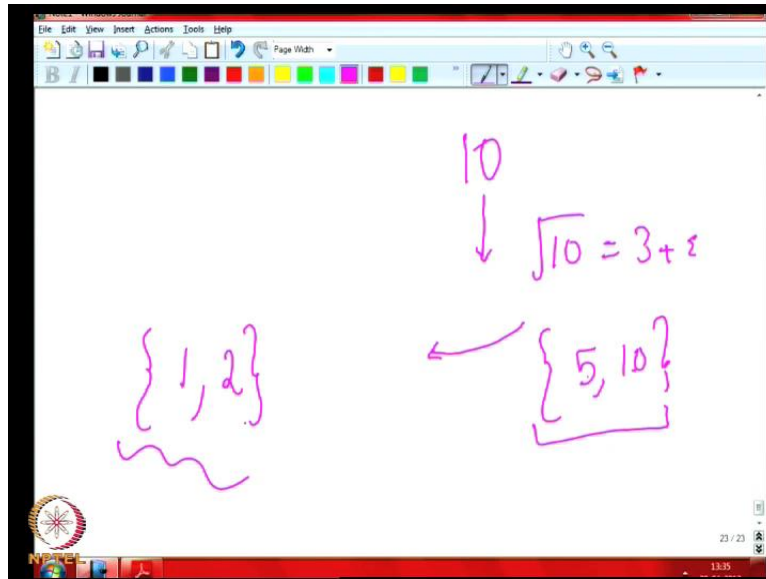 File Edit View Insert Actions Tools Help
Page Width
B I
10
√10 = 3 + ε
{1, 2}
{5, 10}
23 / 23
NPTEL
13:35